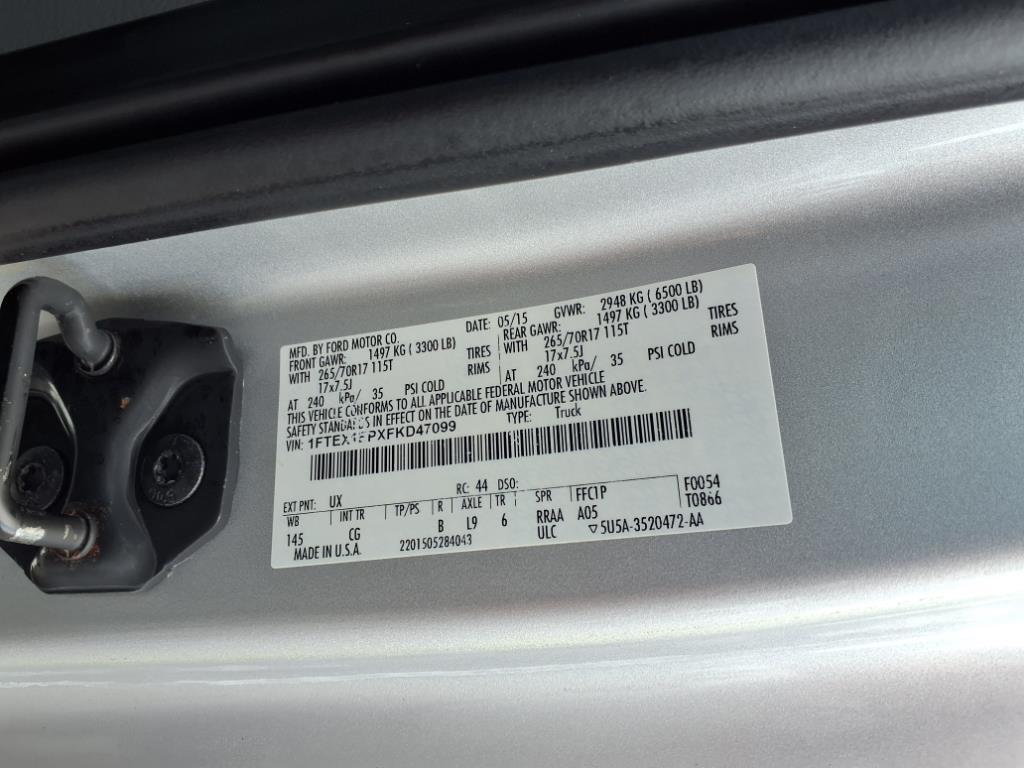 MFD. BY FORD MOTOR CO. DATE: 05/15 GVWR: 2948 KG ( 6500 LB)
FRONT GAWR: 1497 KG ( 3300 LB) REAR GAWR: 1497 KG ( 3300 LB)
WITH 265/70R17 115T TIRES WITH 265/70R17 115T TIRES
17x7.5J RIMS 17x7.5J RIMS
AT 240 kPa/ 35 PSI COLD AT 240 kPa/ 35 PSI COLD
THIS VEHICLE CONFORMS TO ALL APPLICABLE FEDERAL MOTOR VEHICLE
SAFETY STANDARDS IN EFFECT ON THE DATE OF MANUFACTURE SHOWN ABOVE.
VIN: TYPE: Truck
EXT PNT: UX RC: 44 DSO:
WB INT TR TP/PS R AXLE TR SPR FFC1P F0054
145 CG B L9 6 RRAA A05 T0866
MADE IN U.S.A. 2201505284043 ULC ▽5U5A-3520472-AA